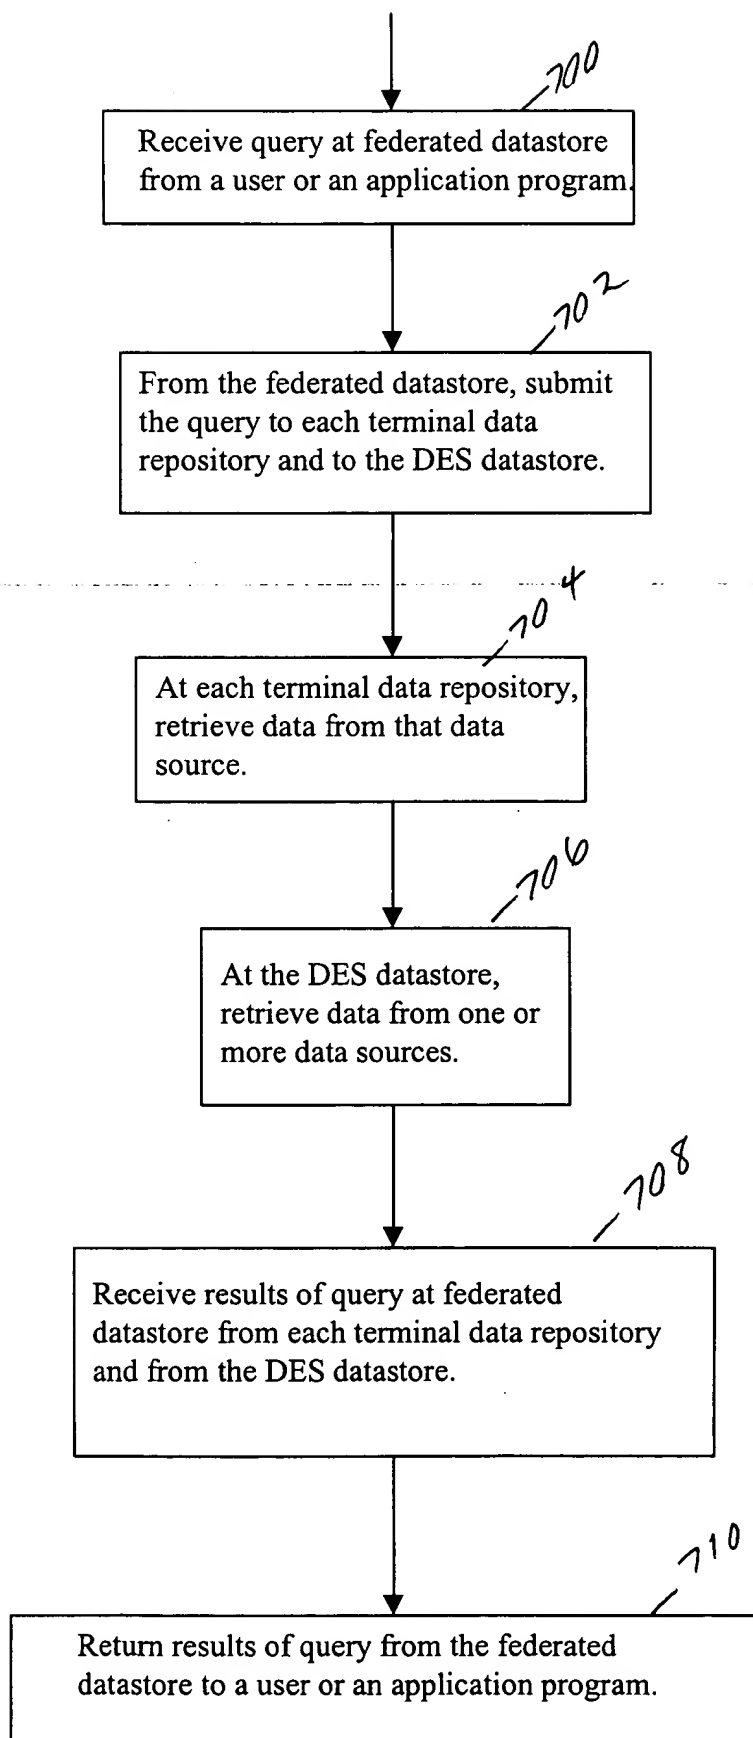 700
Receive query at federated datastore
from a user or an application program.
702
From the federated datastore, submit
the query to each terminal data
repository and to the DES datastore.
704
At each terminal data repository,
retrieve data from that data
source.
706
At the DES datastore,
retrieve data from one or
more data sources.
708
Receive results of query at federated
datastore from each terminal data repository
and from the DES datastore.
710
Return results of query from the federated
datastore to a user or an application program.